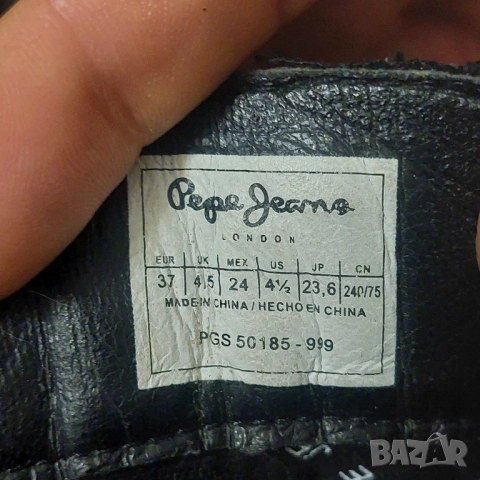 Pepe Jeans
LONDON
EUR UK MEX US JP CN
37 4,5 24 4½ 23,6 240/75
MADE IN CHINA / HECHO EN CHINA
PGS 50185 - 999
BAZAR